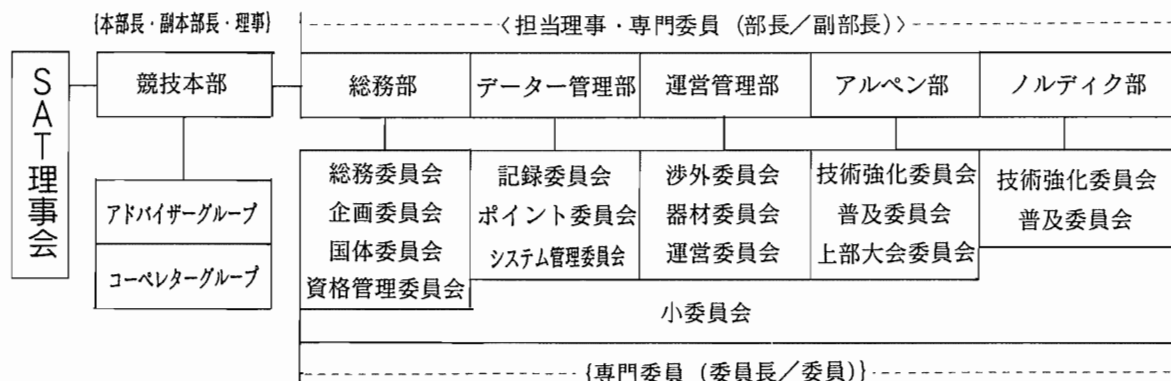 {本部長・副本部長・理事}
〈担当理事・専門委員（部長／副部長）〉
SAT理事会
競技本部
総務部
データー管理部
運営管理部
アルペン部
ノルディク部
アドバイザーグループ
コーペレターグループ
総務委員会
企画委員会
国体委員会
資格管理委員会
記録委員会
ポイント委員会
システム管理委員会
渉外委員会
器材委員会
運営委員会
技術強化委員会
普及委員会
上部大会委員会
技術強化委員会
普及委員会
小委員会
{専門委員（委員長／委員）}